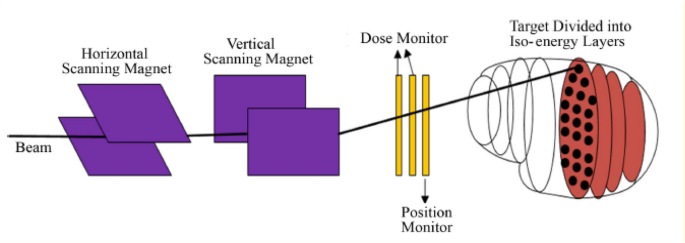 Horizontal
Scanning Magnet
Vertical
Scanning Magnet
Dose Monitor
Target Divided into
Iso-energy Layers
Beam
Position
Monitor